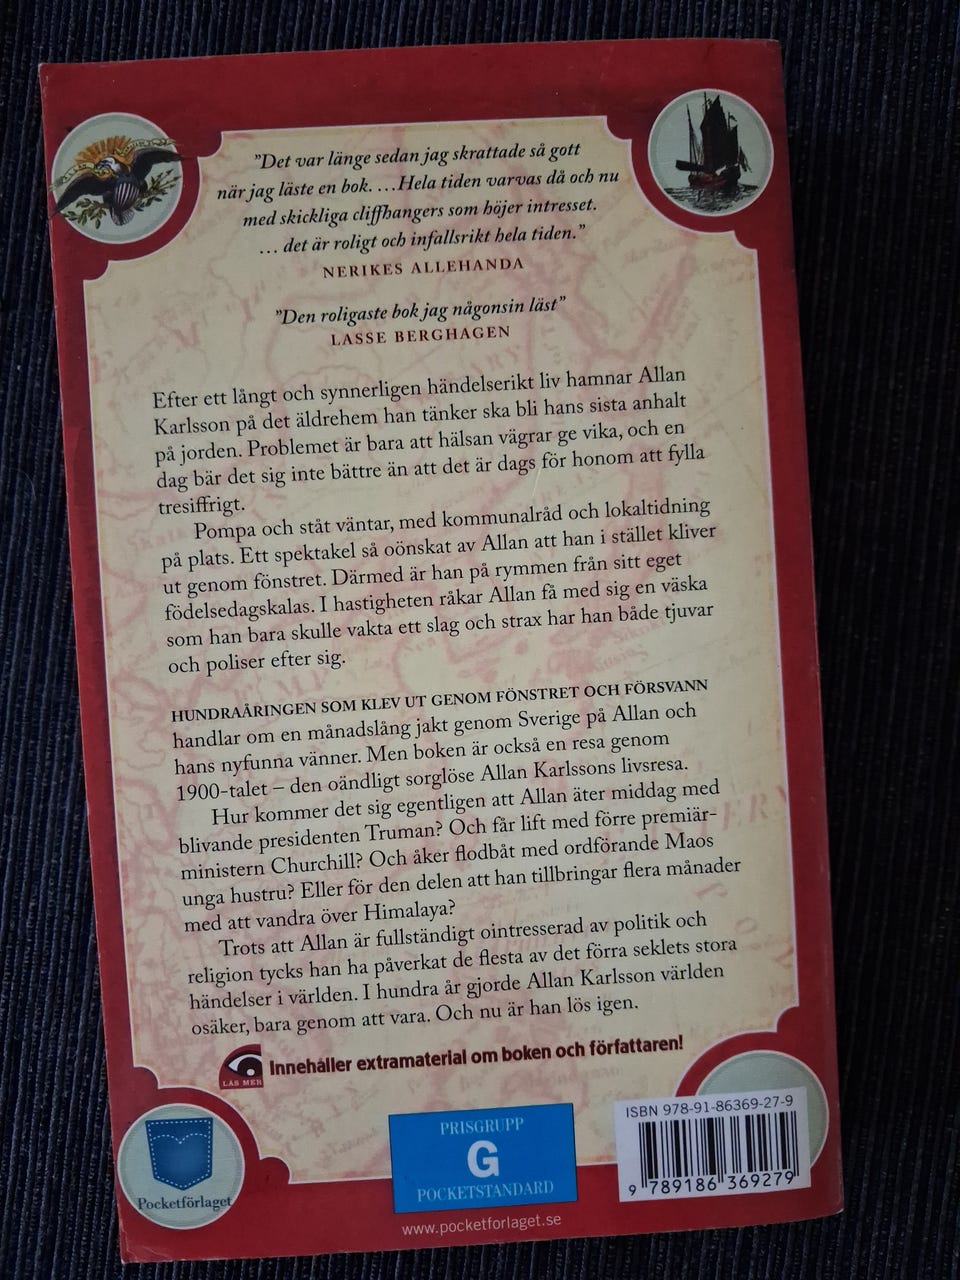 ”Det var länge sedan jag skrattade så gott
när jag läste en bok. …Hela tiden varvas då och nu
med skickliga cliffhangers som höjer intresset.
… det är roligt och infallsrikt hela tiden.”
NERIKES ALLEHANDA
”Den roligaste bok jag någonsin läst”
LASSE BERGHAGEN
Efter ett långt och synnerligen händelserikt liv hamnar Allan
Karlsson på det äldrehem han tänker ska bli hans sista anhalt
på jorden. Problemet är bara att hälsan vägrar ge vika, och en
dag bär det sig inte bättre än att det är dags för honom att fylla
tresiffrigt.
Pompa och ståt väntar, med kommunalråd och lokaltidning
på plats. Ett spektakel så oönskat av Allan att han i stället kliver
ut genom fönstret. Därmed är han på rymmen från sitt eget
födelsedagskalas. I hastigheten råkar Allan få med sig en väska
som han bara skulle vakta ett slag och strax har han både tjuvar
och poliser efter sig.
HUNDRAÅRINGEN SOM KLEV UT GENOM FÖNSTRET OCH FÖRSVANN
handlar om en månadslång jakt genom Sverige på Allan och
hans nyfunna vänner. Men boken är också en resa genom
1900-talet – den oändligt sorglöse Allan Karlssons livsresa.
Hur kommer det sig egentligen att Allan äter middag med
blivande presidenten Truman? Och får lift med förre premiär-
ministern Churchill? Och åker flodbåt med ordförande Maos
unga hustru? Eller för den delen att han tillbringar flera månader
med att vandra över Himalaya?
Trots att Allan är fullständigt ointresserad av politik och
religion tycks han ha påverkat de flesta av det förra seklets stora
händelser i världen. I hundra år gjorde Allan Karlsson världen
osäker, bara genom att vara. Och nu är han lös igen.
LÄS MER
Innehåller extramaterial om boken och författaren!
Pocketförlaget
PRISGRUPP
G
POCKETSTANDARD
www.pocketforlaget.se
ISBN 978-91-86369-27-9
9 789186 369279